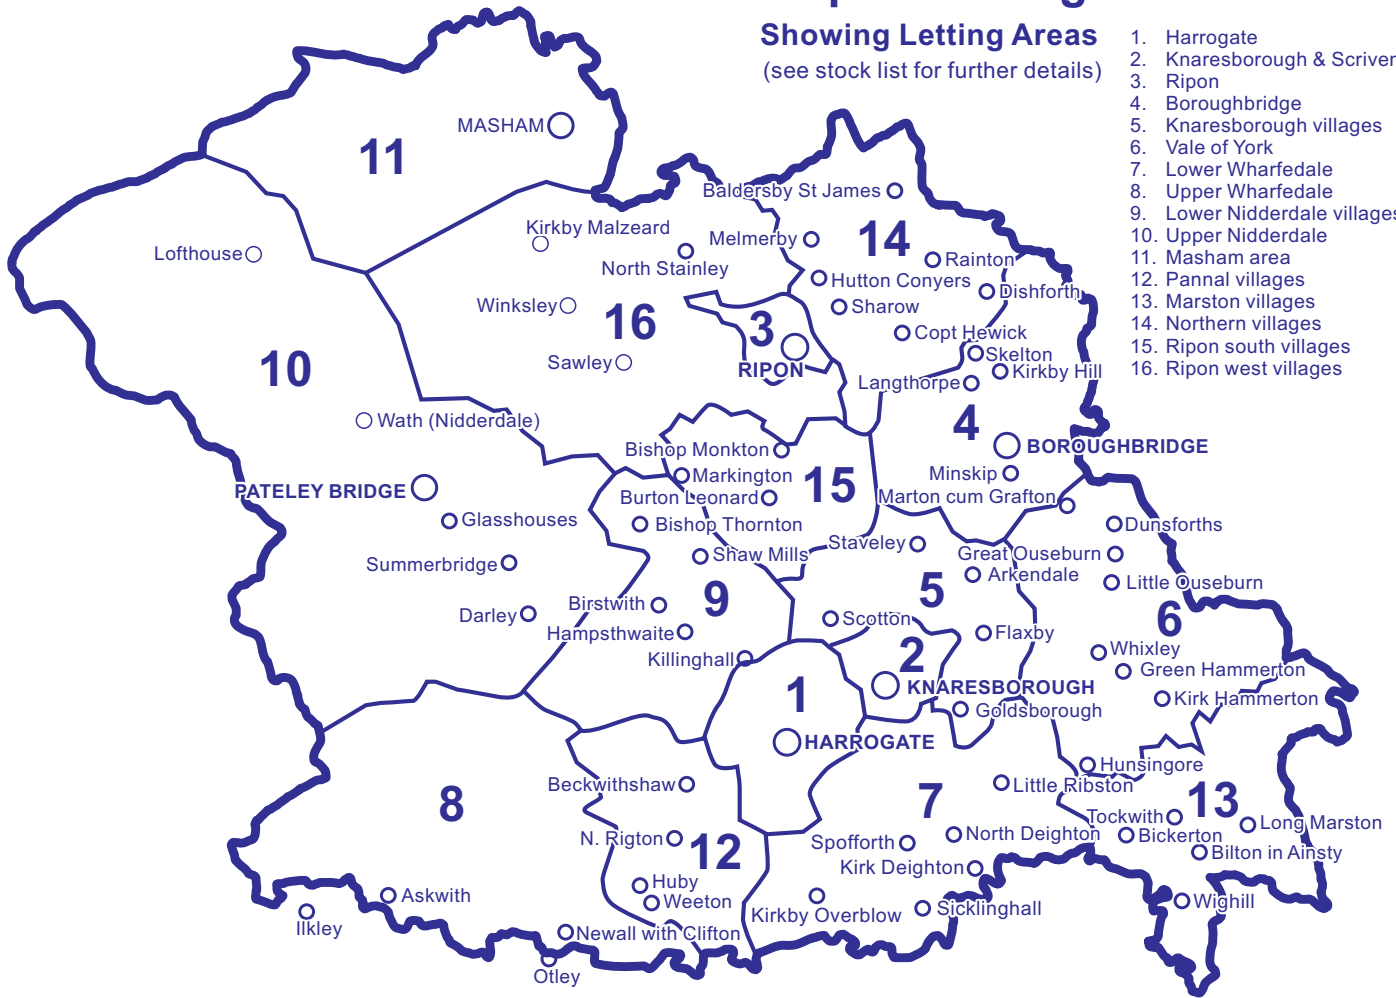 Showing Letting Areas
(see stock list for further details)
1. Harrogate
2. Knaresborough & Scriven
3. Ripon
4. Boroughbridge
5. Knaresborough villages
6. Vale of York
7. Lower Wharfedale
8. Upper Wharfedale
9. Lower Nidderdale villages
10. Upper Nidderdale
11. Masham area
12. Pannal villages
13. Marston villages
14. Northern villages
15. Ripon south villages
16. Ripon west villages
MASHAM
11
Baldersby St James
Kirkby Malzeard
Melmerby
14
Lofthouse
North Stainley
Rainton
Hutton Conyers
Dishforth
Winksley
16
Sharow
3
Copt Hewick
RIPON
Skelton
Sawley
Kirkby Hill
10
Langthorpe
Wath (Nidderdale)
4
Bishop Monkton
BOROUGHBRIDGE
Markington
15
Minskip
PATELEY BRIDGE
Burton Leonard
Marton cum Grafton
Glasshouses
Bishop Thornton
Dunsforths
Shaw Mills
Staveley
Great Ouseburn
Summerbridge
Arkendale
Little Ouseburn
9
5
Birstwith
6
Darley
Scotton
Hampsthwaite
Flaxby
Killinghall
2
Whixley
Green Hammerton
1
KNARESBOROUGH
Kirk Hammerton
Goldsborough
HARROGATE
Hunsingore
Beckwithshaw
Little Ribston
8
7
13
Tockwith
Long Marston
N. Rigton
12
Spofforth
North Deighton
Bickerton
Bilton in Ainsty
Kirk Deighton
Huby
Askwith
Weeton
Wighill
Ilkley
Kirkby Overblow
Sicklinghall
Newall with Clifton
Otley